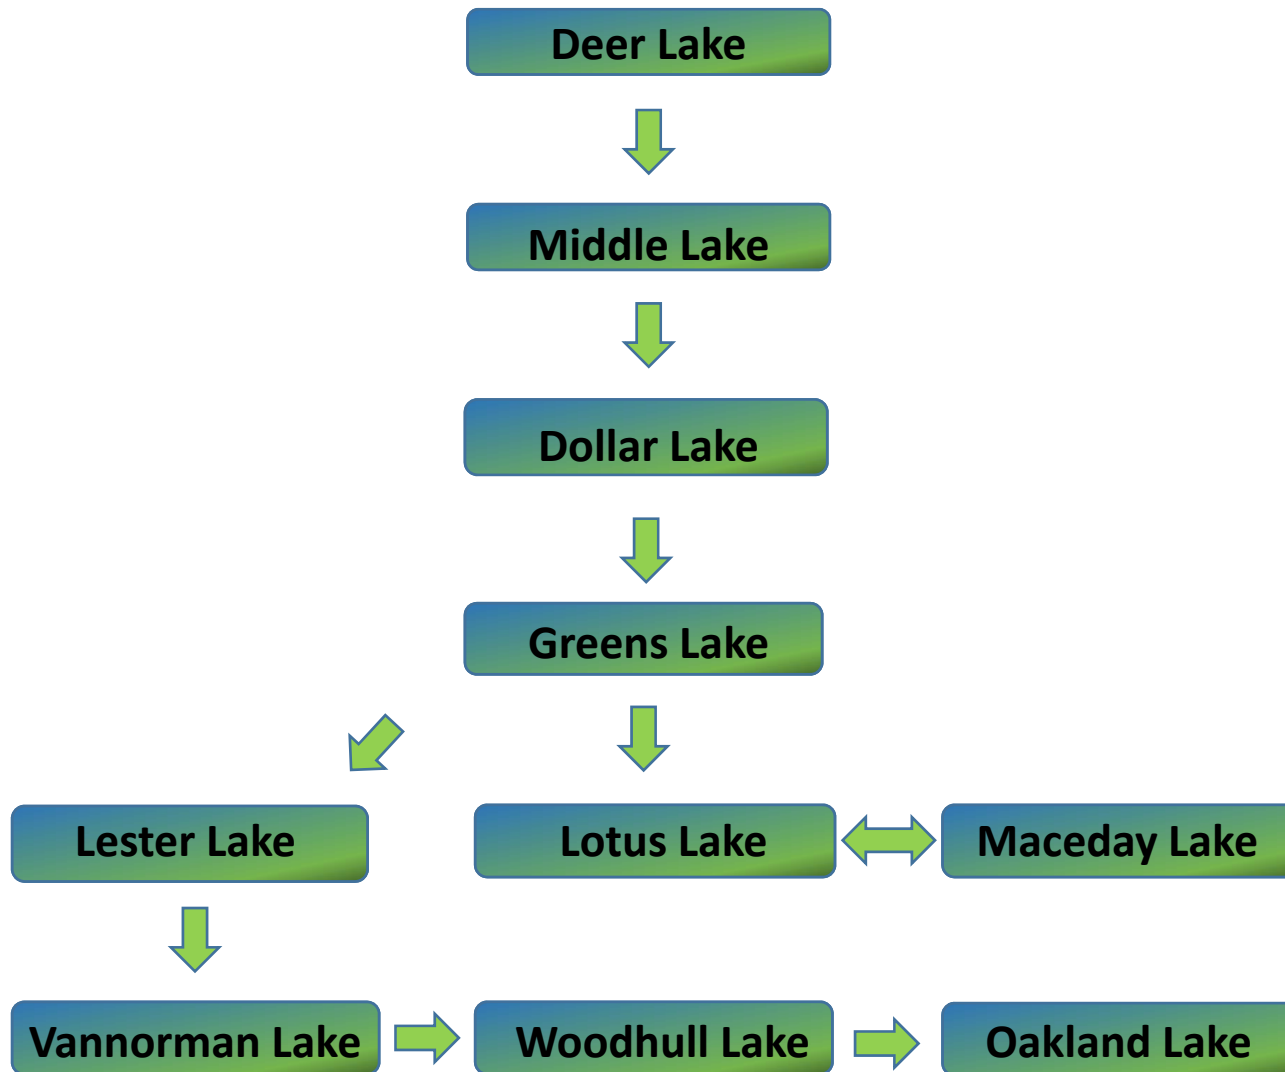 Deer Lake
Middle Lake
Dollar Lake
Greens Lake
Lester Lake
Lotus Lake
Maceday Lake
Vannorman Lake
Woodhull Lake
Oakland Lake